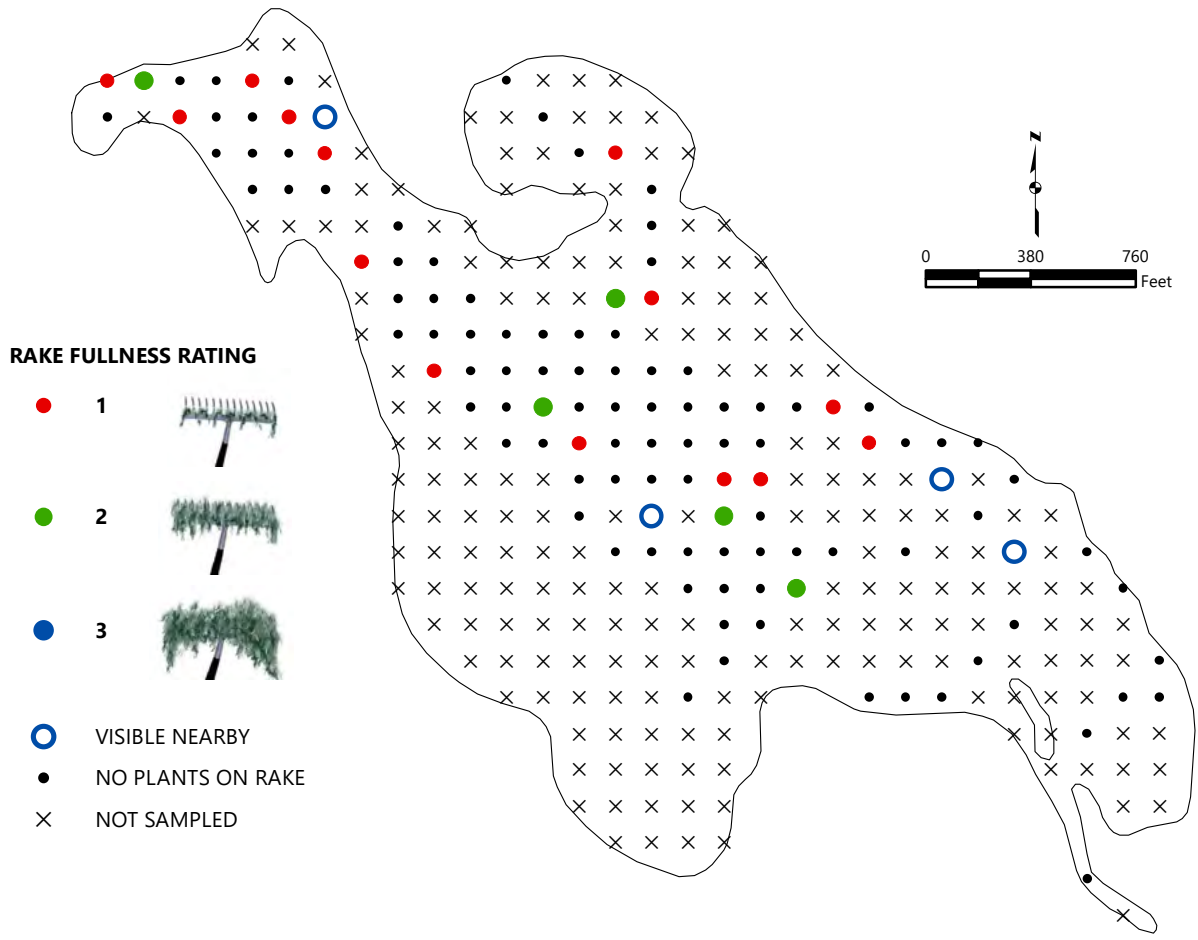 N
0 380 760
Feet
RAKE FULLNESS RATING
1
2
3
VISIBLE NEARBY
NO PLANTS ON RAKE
NOT SAMPLED